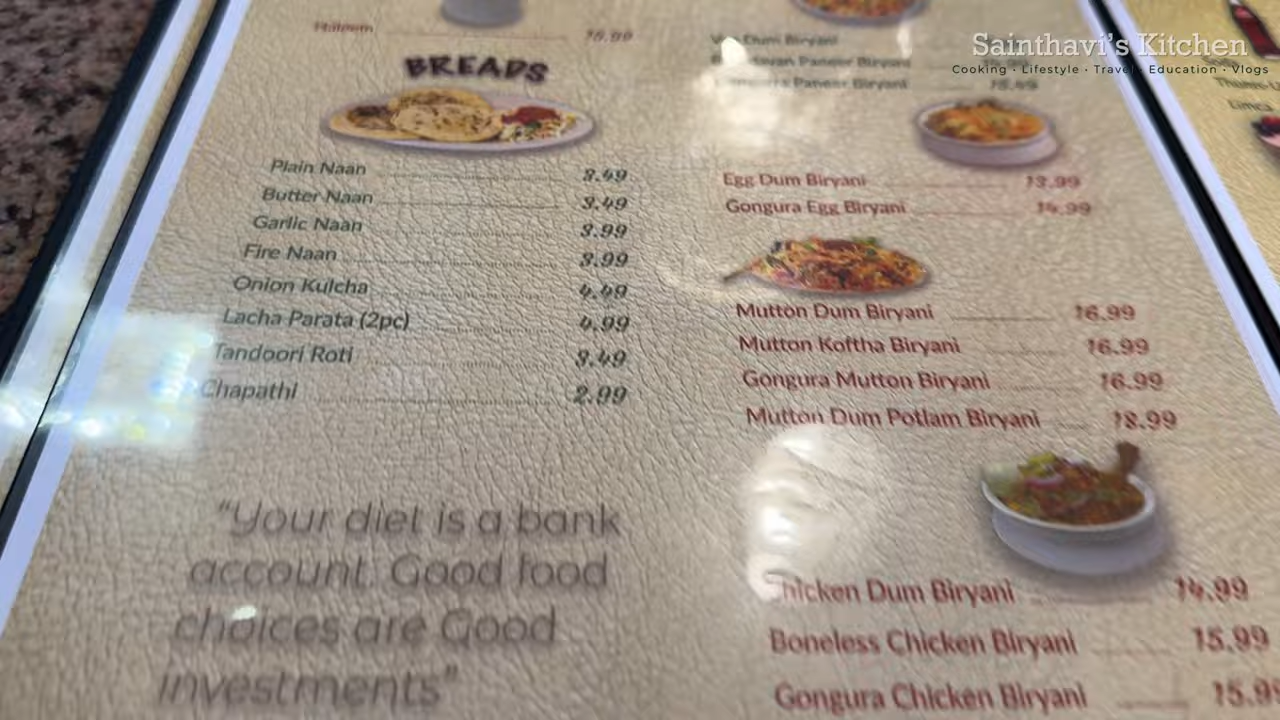 Sainthavi's Kitchen
Cooking · Lifestyle · Travel · Education · Vlogs
Haleem
BREADS
Plain Naan 3.49
Butter Naan 3.49
Garlic Naan 3.99
Fire Naan 3.99
Onion Kulcha 4.49
Lacha Parata (2pc) 4.99
Tandoori Roti 3.49
Chapathi 2.99
"Your diet is a bank
account. Good food
choices are Good
investments"
Dum Biryani
Paneer Biryani
Paneer Biryani
Egg Dum Biryani 13.99
Gongura Egg Biryani 14.99
Mutton Dum Biryani 16.99
Mutton Koftha Biryani 16.99
Gongura Mutton Biryani 16.99
Mutton Dum Potlam Biryani 18.99
Chicken Dum Biryani 14.99
Boneless Chicken Biryani 15.99
Gongura Chicken Biryani
Limca